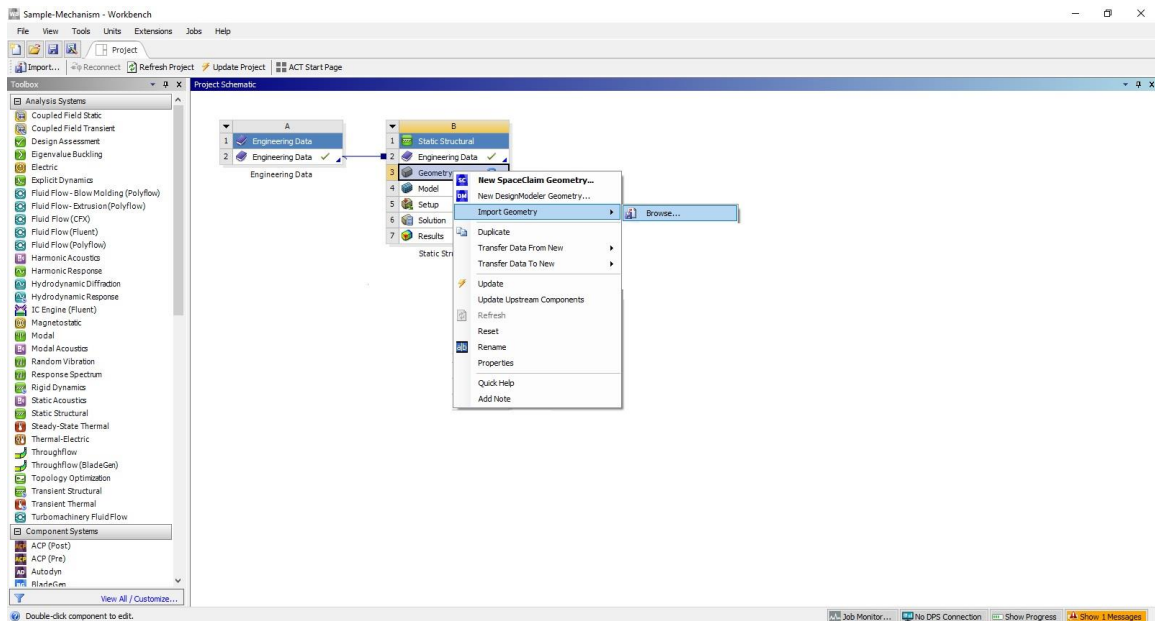 Sample-Mechanism - Workbench
File View Tools Units Extensions Jobs Help
Project
Import... Reconnect Refresh Project Update Project ACT Start Page
Toolbox
Project Schematic
Analysis Systems
Coupled Field Static
Coupled Field Transient
Design Assessment
Eigenvalue Buckling
Electric
Explicit Dynamics
Fluid Flow - Blow Molding (Polyflow)
Fluid Flow - Extrusion (Polyflow)
Fluid Flow (CFX)
Fluid Flow (Fluent)
Fluid Flow (Polyflow)
Harmonic Acoustics
Harmonic Response
Hydrodynamic Diffraction
Hydrodynamic Response
IC Engine (Fluent)
Magnetostatic
Modal
Modal Acoustics
Random Vibration
Response Spectrum
Rigid Dynamics
Static Acoustics
Static Structural
Steady-State Thermal
Thermal-Electric
Throughflow
Throughflow (BladeGen)
Topology Optimization
Transient Structural
Transient Thermal
Turbomachinery Fluid Flow
Component Systems
ACP (Post)
ACP (Pre)
Autodyn
BladeGen
View All / Customize...
A
1 Engineering Data
2 Engineering Data
Engineering Data
B
1 Static Structural
2 Engineering Data
3 Geometry
4 Model
5 Setup
6 Solution
7 Results
Static Stru
New SpaceClaim Geometry...
New DesignModeler Geometry...
Import Geometry
Browse...
Duplicate
Transfer Data From New
Transfer Data To New
Update
Update Upstream Components
Refresh
Reset
Rename
Properties
Quick Help
Add Note
Double-click component to edit.
Job Monitor... No DPS Connection Show Progress Show 1 Messages